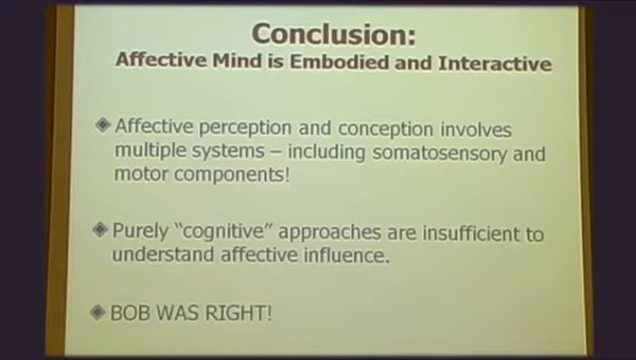 Conclusion:
Affective Mind is Embodied and Interactive
Affective perception and conception involves
multiple systems – including somatosensory and
motor components!
Purely “cognitive” approaches are insufficient to
understand affective influence.
BOB WAS RIGHT!